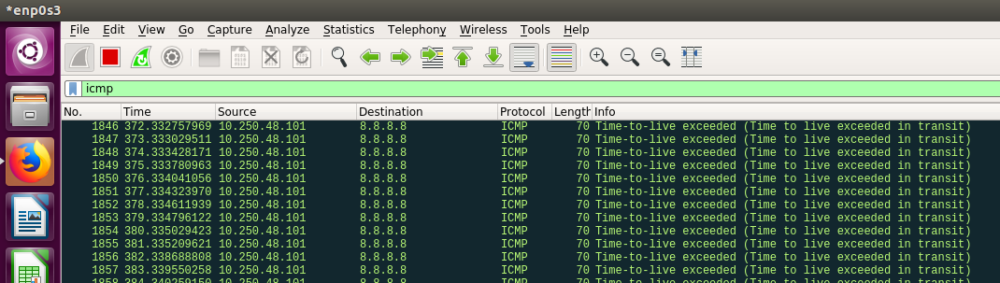 *enp0s3
File Edit View Go Capture Analyze Statistics Telephony Wireless Tools Help
icmp
No. Time Source Destination Protocol Length Info
1846 372.332757969 10.250.48.101 8.8.8.8 ICMP 70 Time-to-live exceeded (Time to live exceeded in transit)
1847 373.333029511 10.250.48.101 8.8.8.8 ICMP 70 Time-to-live exceeded (Time to live exceeded in transit)
1848 374.333428171 10.250.48.101 8.8.8.8 ICMP 70 Time-to-live exceeded (Time to live exceeded in transit)
1849 375.333780963 10.250.48.101 8.8.8.8 ICMP 70 Time-to-live exceeded (Time to live exceeded in transit)
1850 376.334041056 10.250.48.101 8.8.8.8 ICMP 70 Time-to-live exceeded (Time to live exceeded in transit)
1851 377.334323970 10.250.48.101 8.8.8.8 ICMP 70 Time-to-live exceeded (Time to live exceeded in transit)
1852 378.334611939 10.250.48.101 8.8.8.8 ICMP 70 Time-to-live exceeded (Time to live exceeded in transit)
1853 379.334796122 10.250.48.101 8.8.8.8 ICMP 70 Time-to-live exceeded (Time to live exceeded in transit)
1854 380.335029423 10.250.48.101 8.8.8.8 ICMP 70 Time-to-live exceeded (Time to live exceeded in transit)
1855 381.335209621 10.250.48.101 8.8.8.8 ICMP 70 Time-to-live exceeded (Time to live exceeded in transit)
1856 382.338688808 10.250.48.101 8.8.8.8 ICMP 70 Time-to-live exceeded (Time to live exceeded in transit)
1857 383.339550258 10.250.48.101 8.8.8.8 ICMP 70 Time-to-live exceeded (Time to live exceeded in transit)
1858 384.340259150 10.250.48.101 8.8.8.8 ICMP 70 Time-to-live exceeded (Time to live exceeded in transit)